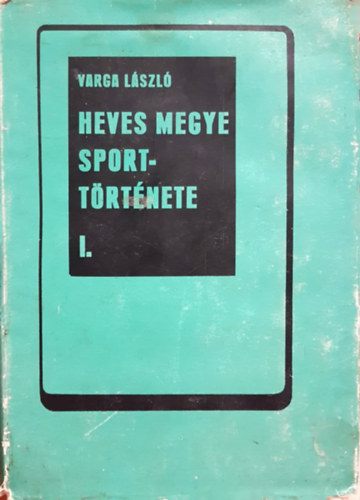 VARGA LÁSZLÓ
HEVES MEGYE
SPORT-
TÖRTÉNETE
I.